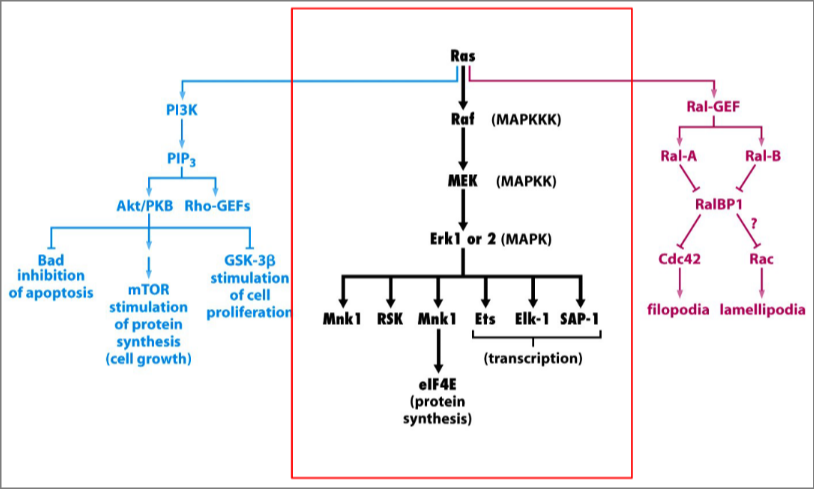 Ras
PI3K
PIP3
Akt/PKB Rho-GEFs
Bad
inhibition
of apoptosis
mTOR
stimulation
of protein
synthesis
(cell growth)
GSK-3β
stimulation
of cell
proliferation
Raf (MAPKKK)
MEK (MAPKK)
Erk1 or 2 (MAPK)
Mnk1 RSK Mnk1 Ets Elk-1 SAP-1
(transcription)
eIF4E
(protein
synthesis)
Ral-GEF
Ral-A Ral-B
RalBP1
?
Cdc42 Rac
filopodia lamellipodia